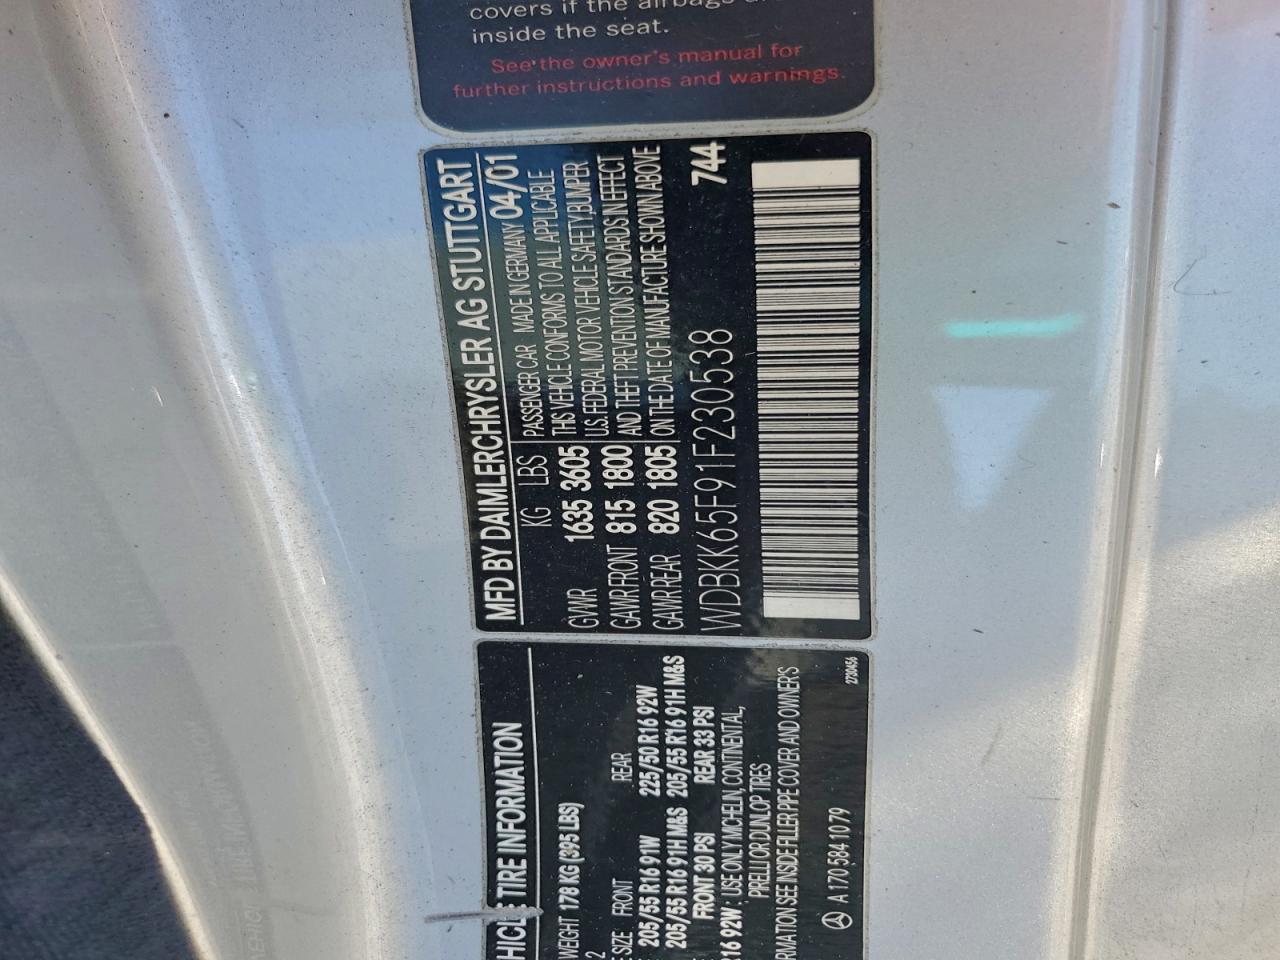 covers if the airbags
inside the seat.
See the owner's manual for
further instructions and warnings.
MFD BY DAIMLERCHRYSLER AG STUTTGART
KG LBS PASSENGER CAR MADE IN GERMANY 04/01
THIS VEHICLE CONFORMS TO ALL APPLICABLE
GVWR 1635 3605 U.S. FEDERAL MOTOR VEHICLE SAFETY,BUMPER
GAWR FRONT 815 1800 AND THEFT PREVENTION STANDARDS IN EFFECT
GAWR REAR 820 1805 ON THE DATE OF MANUFACTURE SHOWN ABOVE
WDBKK65F91F230538 744
HICLE TIRE INFORMATION
WEIGHT 178 KG (395 LBS)
2
SIZE FRONT REAR
205/55 R16 91W 225/50 R16 92W
205/55 R16 91H M&S 205/55 R16 91H M&S
FRONT 30 PSI REAR 33 PSI
R16 92W : USE ONLY MICHELIN, CONTINENTAL,
PIRELLI OR DUNLOP TIRES
RMATION SEE INSIDE FILLER PIPE COVER AND OWNER'S
A 170 584 10 79
2730456